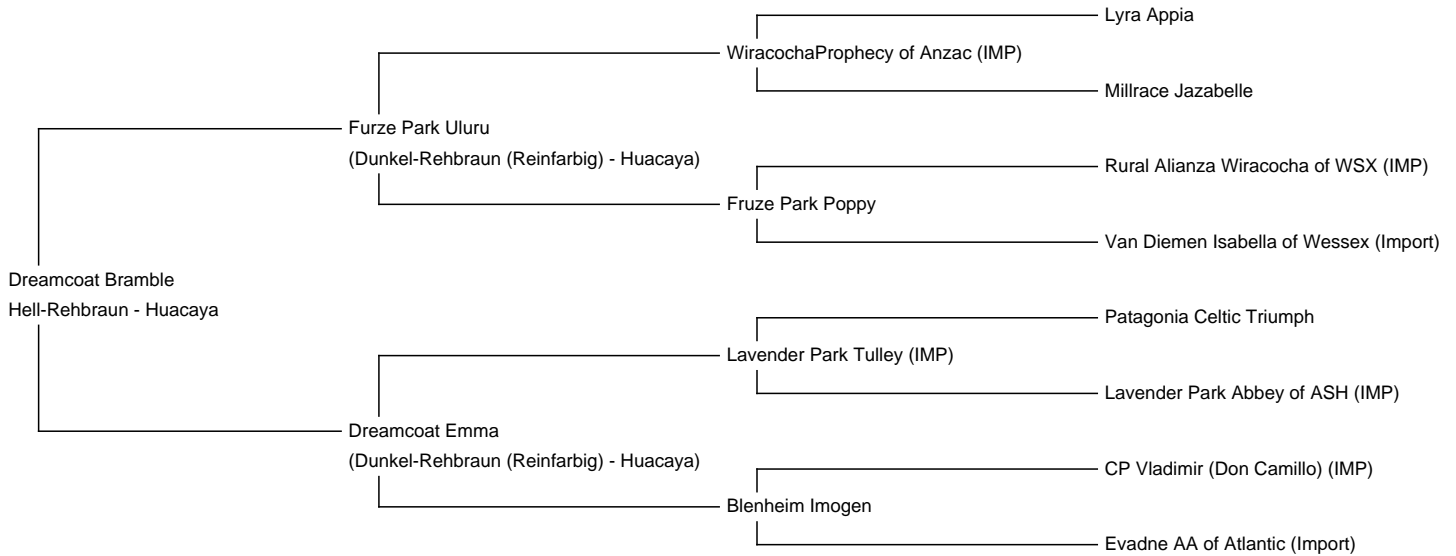 Lyra Appia
WiracochaProphecy of Anzac (IMP)
Millrace Jazabelle
Furze Park Uluru
(Dunkel-Rehbraun (Reinfarbig) - Huacaya)
Rural Alianza Wiracocha of WSX (IMP)
Fruze Park Poppy
Van Diemen Isabella of Wessex (Import)
Dreamcoat Bramble
Hell-Rehbraun - Huacaya
Patagonia Celtic Triumph
Lavender Park Tulley (IMP)
Lavender Park Abbey of ASH (IMP)
Dreamcoat Emma
(Dunkel-Rehbraun (Reinfarbig) - Huacaya)
CP Vladimir (Don Camillo) (IMP)
Blenheim Imogen
Evadne AA of Atlantic (Import)